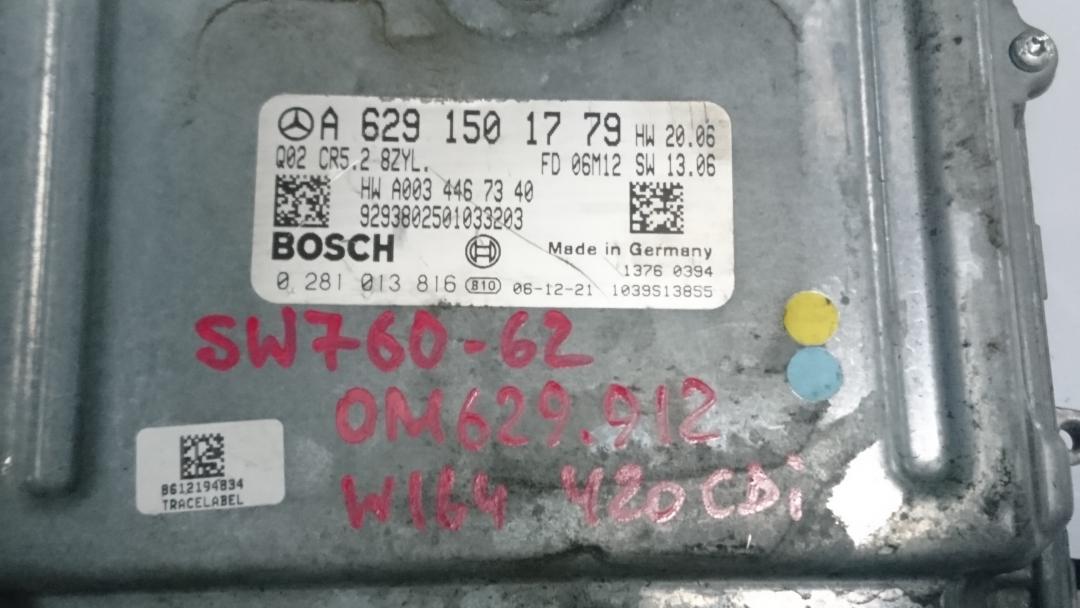 A 629 150 17 79 HW 20.06
Q02 CR5.2 8ZYL. FD 06M12 SW 13.06
HW A003 446 73 40
9293802501033203
BOSCH Made in Germany
1376 0394
0 281 013 816 810 06-12-21 1039S13855
SW760-62
OM629.912
W164 420CDi
8612194834
TRACELABEL